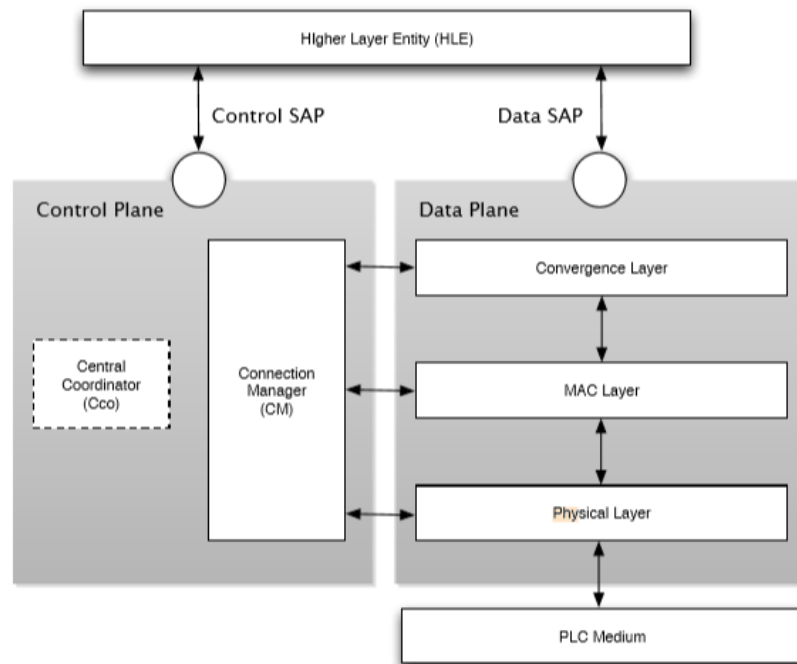 HIgher Layer Entity (HLE)
Control SAP
Data SAP
Control Plane
Data Plane
Convergence Layer
Central
Coordinator
(Cco)
Connection
Manager
(CM)
MAC Layer
Physical Layer
PLC Medium